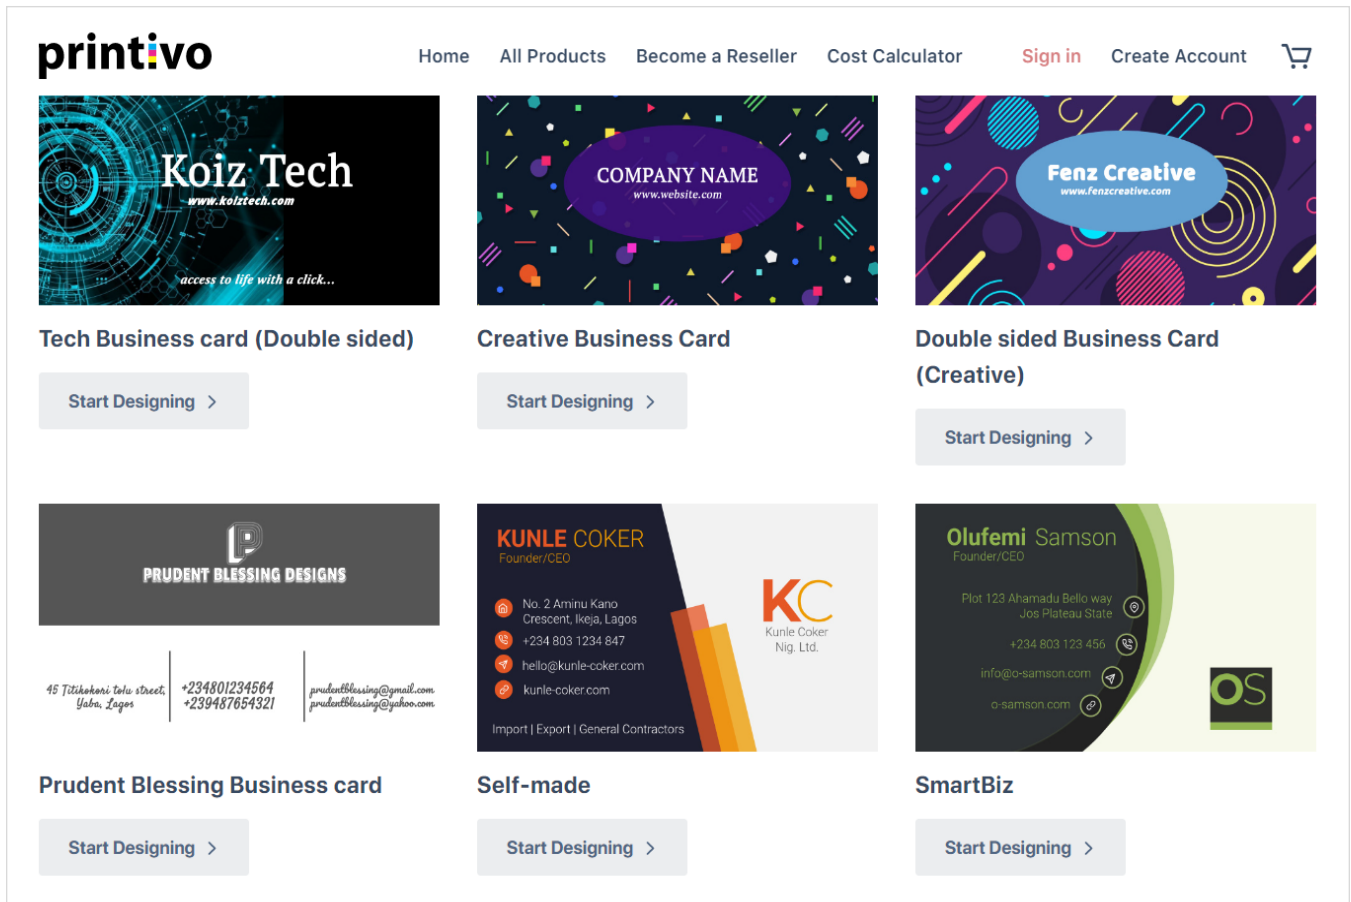 printivo
Home All Products Become a Reseller Cost Calculator Sign in Create Account
Koiz Tech
www.koiztech.com
access to life with a click...
COMPANY NAME
www.website.com
Fenz Creative
www.fenzcreative.com
Tech Business card (Double sided)
Start Designing
Creative Business Card
Start Designing
Double sided Business Card
(Creative)
Start Designing
LP
PRUDENT BLESSING DESIGNS
45 Titikokori tolu street,
Yaba, Lagos
+234801234564
+239487654321
prudentblessing@gmail.com
prudentblessing@yahoo.com
KUNLE COKER
Founder/CEO
No. 2 Aminu Kano
Crescent, Ikeja, Lagos
+234 803 1234 847
hello@kunle-coker.com
kunle-coker.com
Import | Export | General Contractors
KC
Kunle Coker
Nig. Ltd.
Olufemi Samson
Founder/CEO
Plot 123 Ahamadu Bello way
Jos Plateau State
+234 803 123 456
info@o-samson.com
o-samson.com
OS
Prudent Blessing Business card
Start Designing
Self-made
Start Designing
SmartBiz
Start Designing